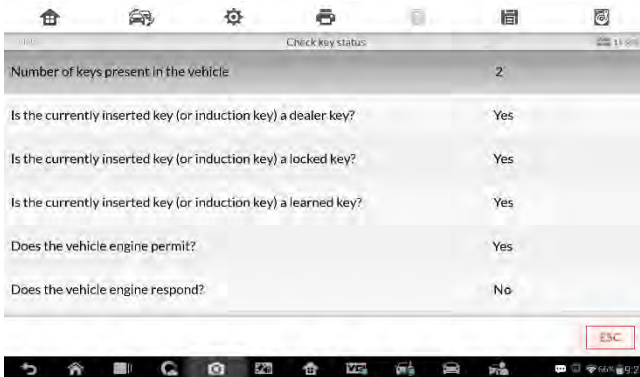 Check key status
Number of keys present in the vehicle 2
Is the currently inserted key (or induction key) a dealer key? Yes
Is the currently inserted key (or induction key) a locked key? Yes
Is the currently inserted key (or induction key) a learned key? Yes
Does the vehicle engine permit? Yes
Does the vehicle engine respond? No
ESC
66%